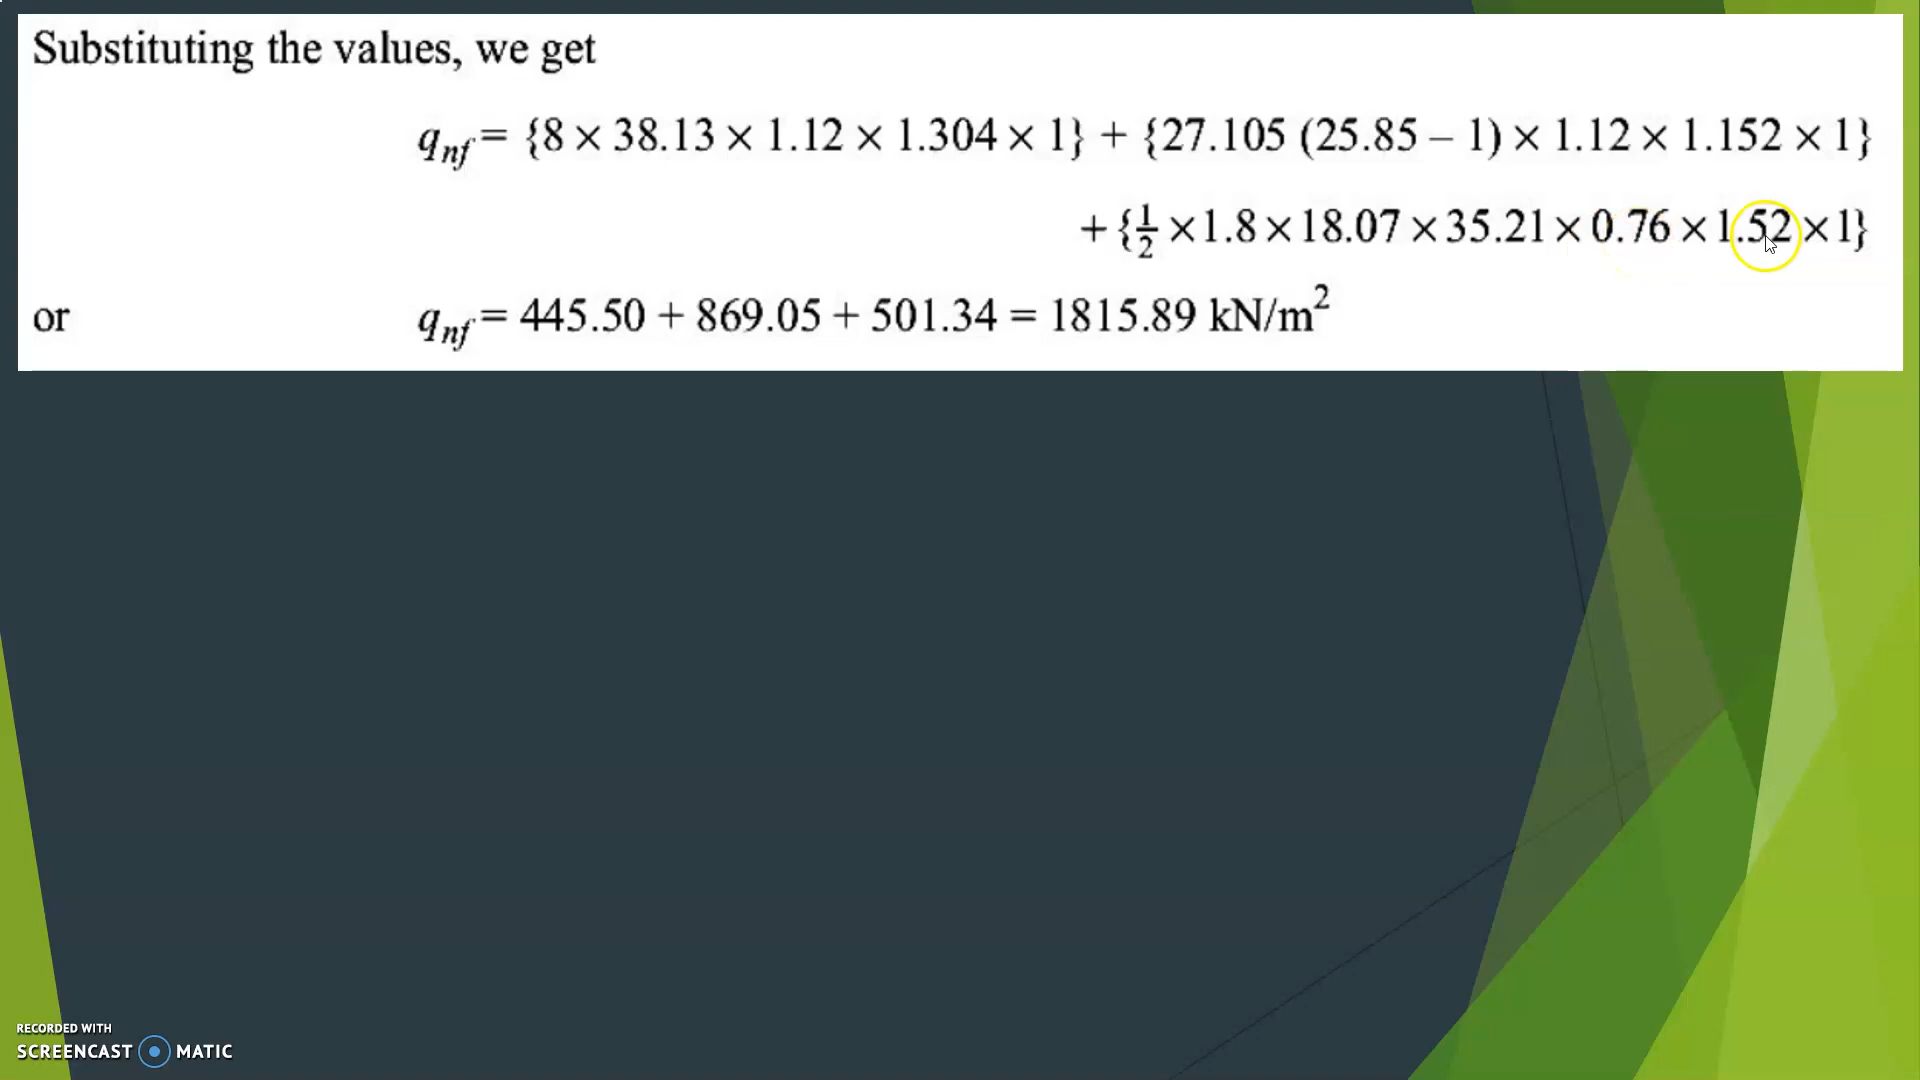 Substituting the values, we get
qnf = {8 × 38.13 × 1.12 × 1.304 × 1} + {27.105 (25.85 – 1) × 1.12 × 1.152 × 1}
+ {1/2 × 1.8 × 18.07 × 35.21 × 0.76 × 1.52 × 1}
or qnf = 445.50 + 869.05 + 501.34 = 1815.89 kN/m²
RECORDED WITH
SCREENCAST MATIC